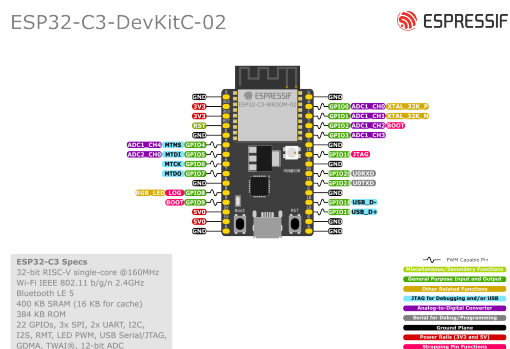 ESP32-C3-DevKitC-02
ESPRESSIF
ESPRESSIF
ESP32-C3-WROOM-02
GND
3V3
3V3
RST
GND
ADC1_CH4 MTMS GPIO4
ADC2_CH0 MTDI GPIO5
MTCK GPIO6
MTDO GPIO7
GND
RGB_LED LOG GPIO8
BOOT GPIO9
5V0
5V0
GND
GND
GPIO0 ADC1_CH0 XTAL_32K_P
GPIO1 ADC1_CH1 XTAL_32K_N
GPIO2 ADC1_CH2 BOOT
GPIO3 ADC1_CH3
GND
GPIO10 JTAG
GND
GPIO20 U0RXD
GPIO21 U0TXD
GND
GPIO18 USB_D-
GPIO19 USB_D+
GND
GND
Boot
RST
ESP32-C3 Specs
32-bit RISC-V single-core @160MHz
Wi-Fi IEEE 802.11 b/g/n 2.4GHz
Bluetooth LE 5
400 KB SRAM (16 KB for cache)
384 KB ROM
22 GPIOs, 3x SPI, 2x UART, I2C,
I2S, RMT, LED PWM, USB Serial/JTAG,
GDMA, TWAI®, 12-bit ADC
PWM Capable Pin
Miscellaneous/Secondary Functions
General Purpose Input and Output
Other Related Functions
JTAG for Debugging and/or USB
Analog-to-Digital Converter
Serial for Debug/Programming
Ground Plane
Power Rails (3V3 and 5V)
Strapping Pin Functions